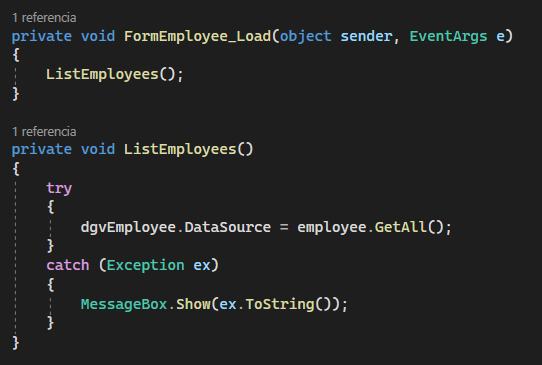 1 referencia
private void FormEmployee_Load(object sender, EventArgs e)
{
    ListEmployees();
}
1 referencia
private void ListEmployees()
{
    try
    {
        dgvEmployee.DataSource = employee.GetAll();
    }
    catch (Exception ex)
    {
        MessageBox.Show(ex.ToString());
    }
}